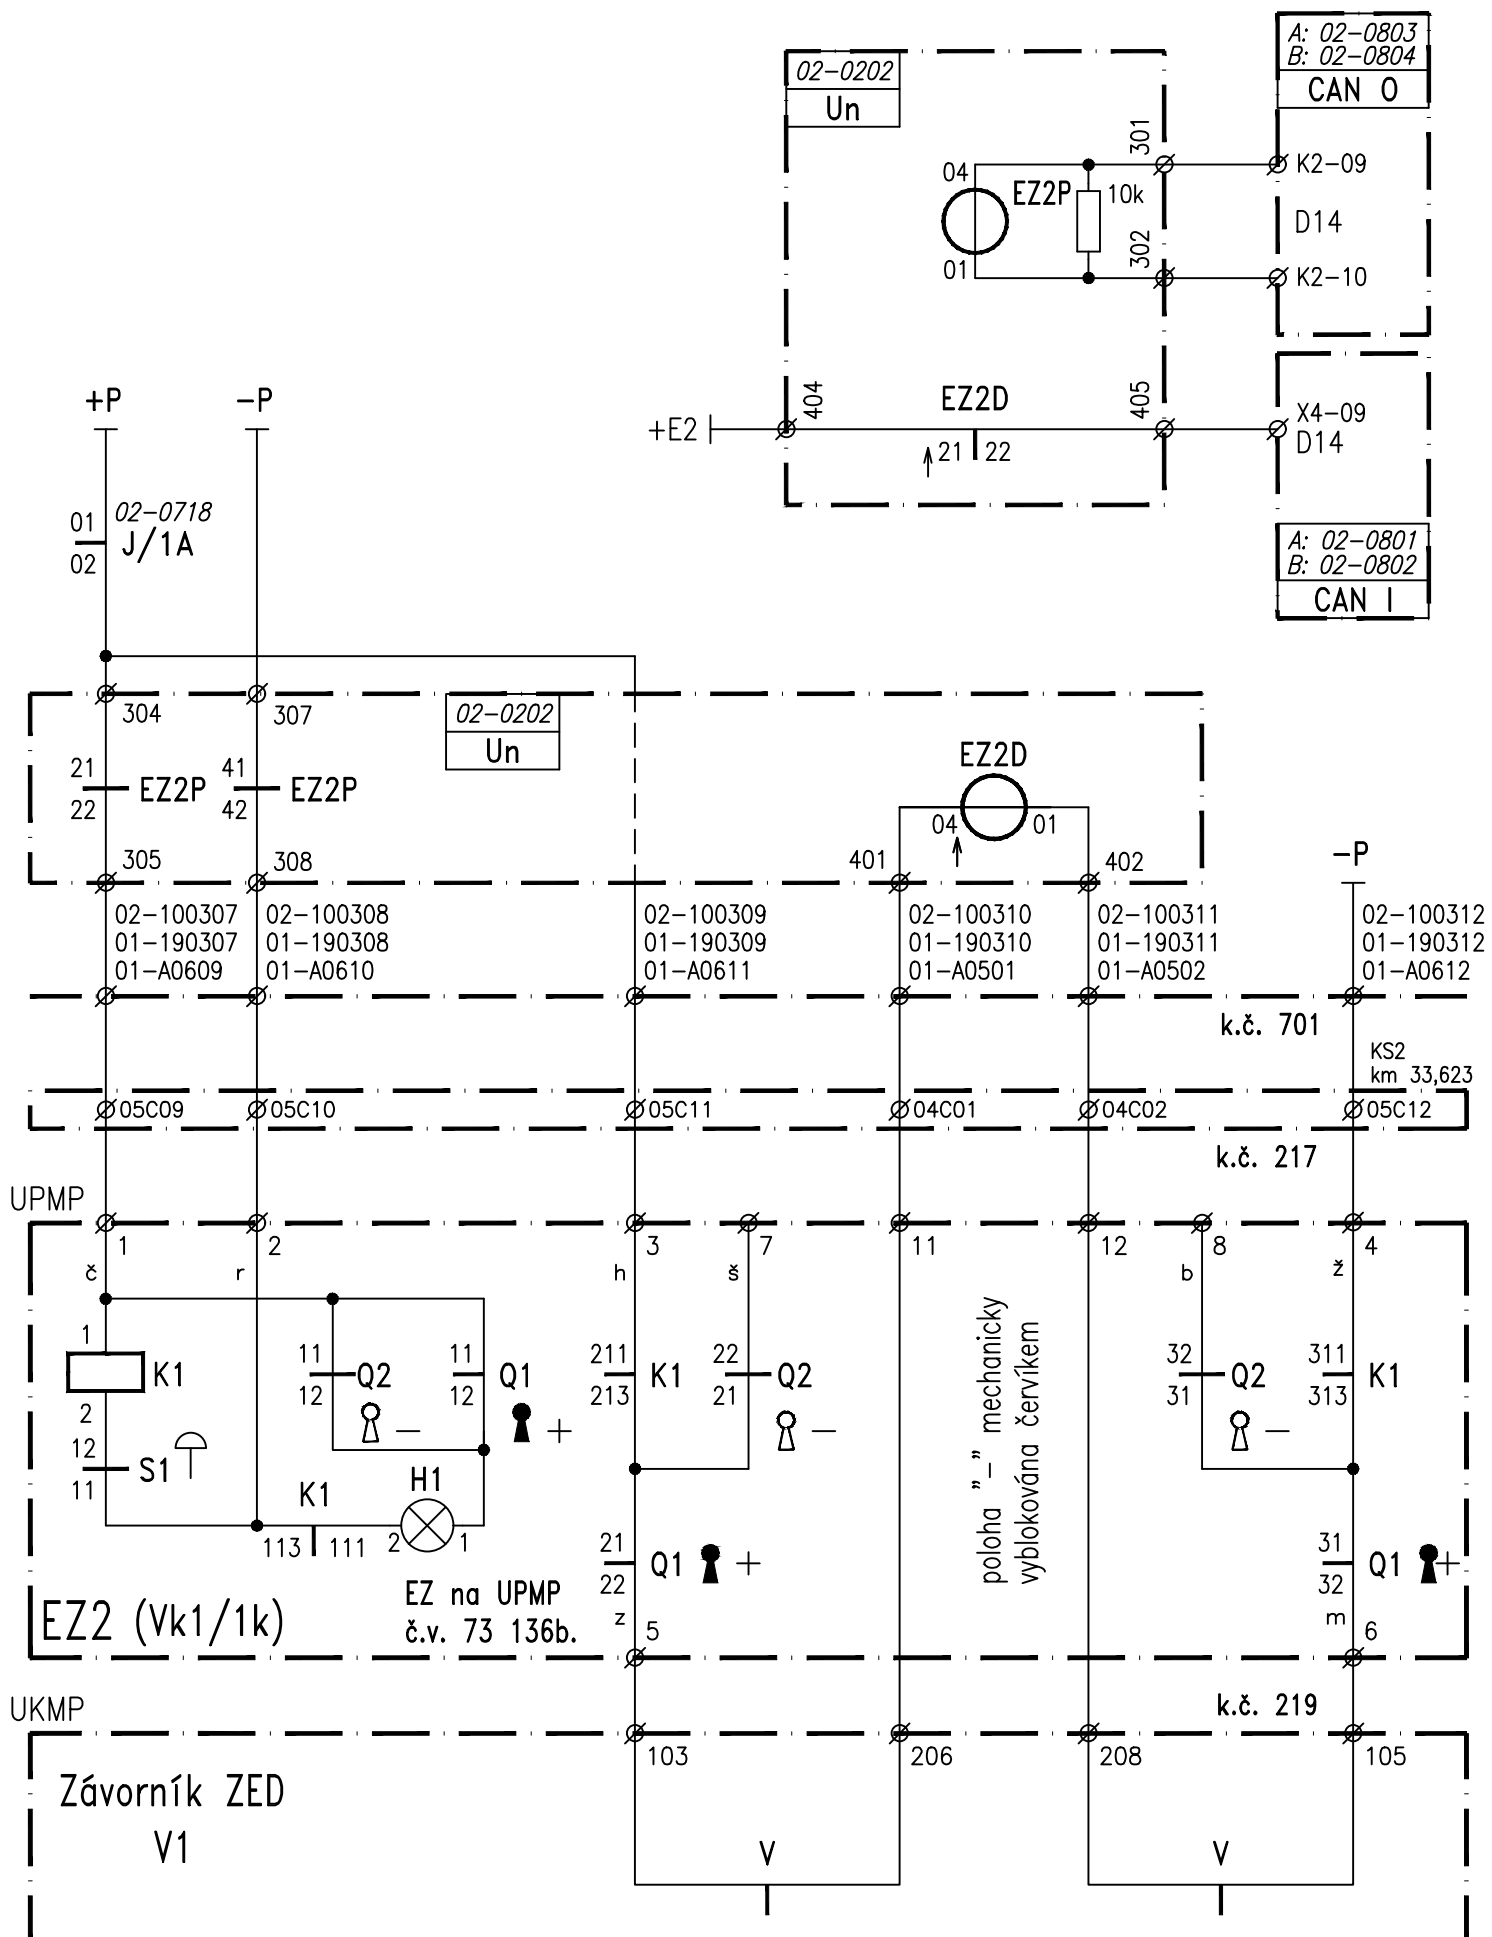 A: 02-0803
B: 02-0804
CAN O
02-0202
Un
301
04
EZ2P
10k
K2-09
D14
302
01
K2-10
+P
-P
404
EZ2D
405
+E2
21
22
X4-09
D14
01
02
02-0718
J/1A
A: 02-0801
B: 02-0802
CAN I
304
307
02-0202
Un
EZ2D
21
22
EZ2P
41
42
EZ2P
04
01
305
308
401
402
-P
02-100307
01-190307
01-A0609
02-100308
01-190308
01-A0610
02-100309
01-190309
01-A0611
02-100310
01-190310
01-A0501
02-100311
01-190311
01-A0502
02-100312
01-190312
01-A0612
k.č. 701
KS2
km 33,623
05C09
05C10
05C11
04C01
04C02
05C12
k.č. 217
UPMP
1
2
3
7
11
12
8
4
č
r
h
š
b
ž
1
K1
2
11
12
Q2
-
11
12
Q1
+
211
213
K1
22
21
Q2
-
poloha "-" mechanicky
vyblokována červíkem
32
31
Q2
-
311
313
K1
12
11
S1
K1
113
111
H1
2
1
21
22
Q1
+
31
32
Q1
+
EZ2 (Vk1/1k)
EZ na UPMP
č.v. 73 136b.
z
5
m
6
UKMP
k.č. 219
103
206
208
105
Závorník ZED
V1
V
V